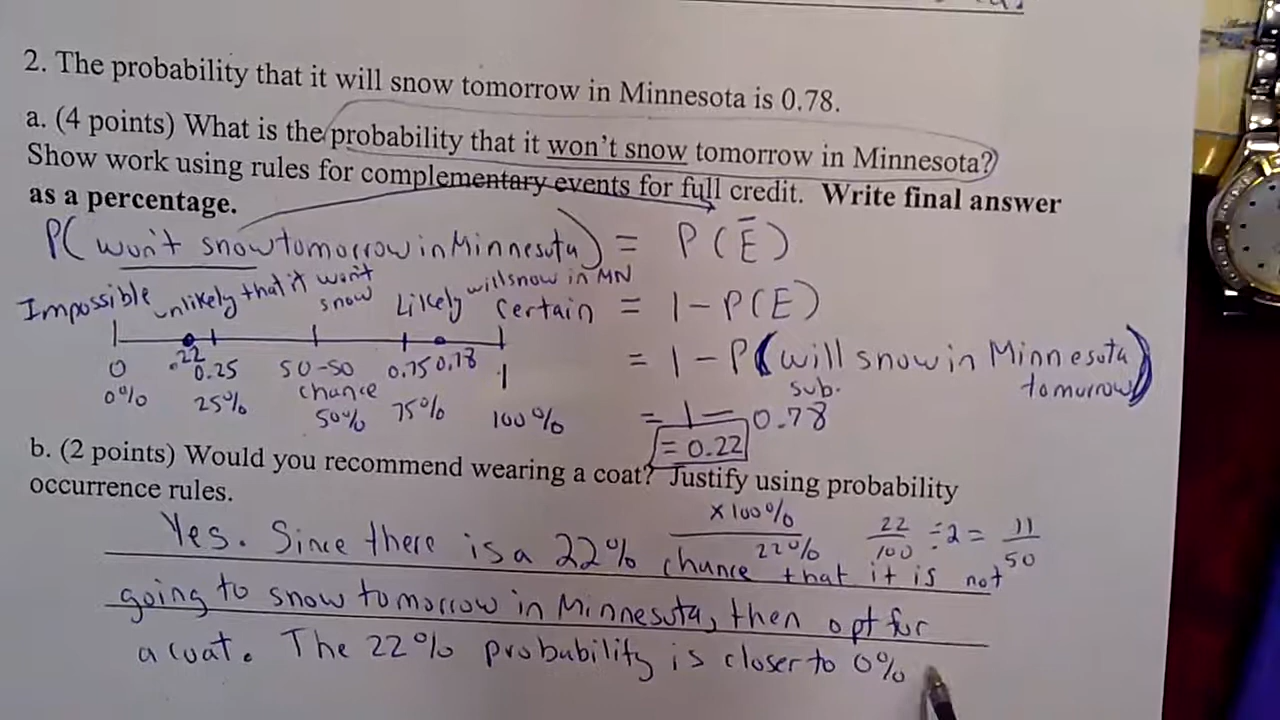 2. The probability that it will snow tomorrow in Minnesota is 0.78.
a. (4 points) What is the probability that it won't snow tomorrow in Minnesota?
Show work using rules for complementary events for full credit. Write final answer
as a percentage.
P(won't snow tomorrow in Minnesota) = P(E̅)
Impossible unlikely that it won't snow Likely will snow in MN certain = 1 - P(E)
0 .22 0.25 50-50 chance 0.75 0.78 1
0% 25% 50% 75% 100%
= 1 - P(will snow in Minnesota tomorrow)
sub.
= 1 - 0.78
= 0.22
b. (2 points) Would you recommend wearing a coat? Justify using probability
occurrence rules.
x100%
22%
22/100 ÷2 = 11/50
Yes. Since there is a 22% chance that it is not
going to snow tomorrow in Minnesota, then opt for
a coat. The 22% probability is closer to 0%